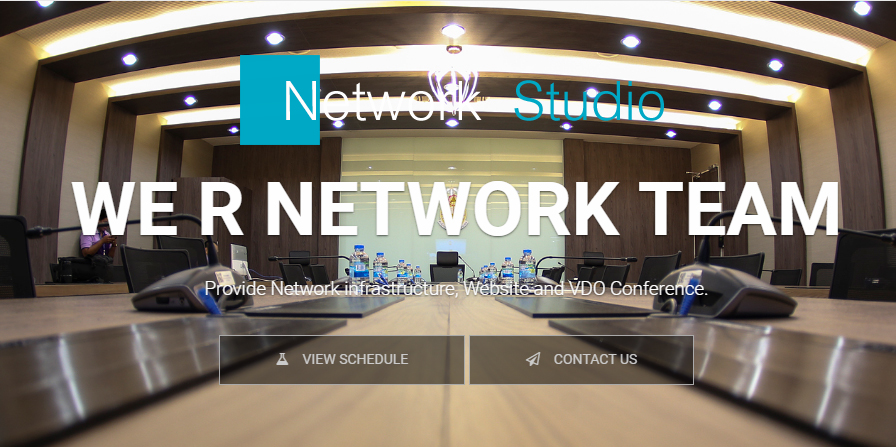 Network Studio
WE R NETWORK TEAM
Provide Network infrastructure, Website and VDO Conference.
VIEW SCHEDULE
CONTACT US